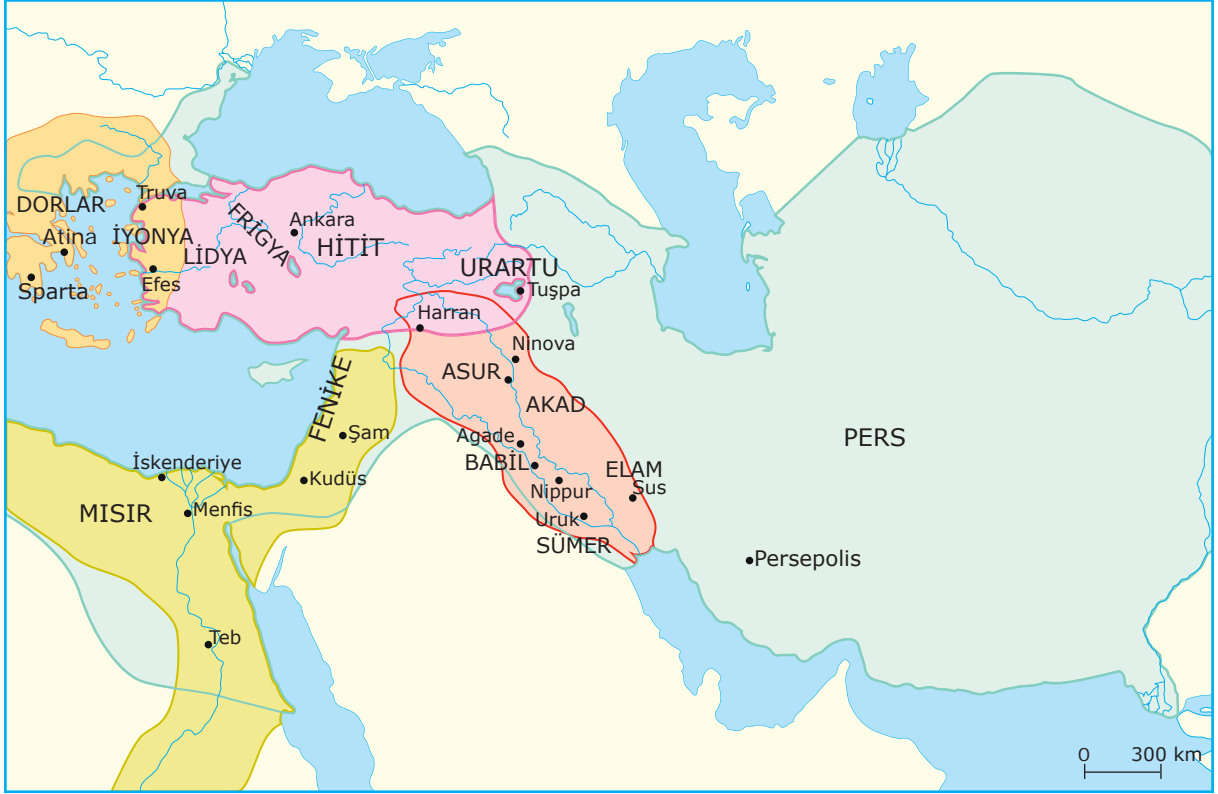 Truva
DORLAR
Atina
İYONYA
Sparta
Efes
LİDYA
FRİGYA
Ankara
HİTİT
URARTU
Tuşpa
Harran
Ninova
ASUR
AKAD
FENİKE
Şam
Agade
BABİL
ELAM
Sus
Nippur
Uruk
SÜMER
PERS
Persepolis
İskenderiye
Kudüs
MISIR
Menfis
Teb
0 300 km